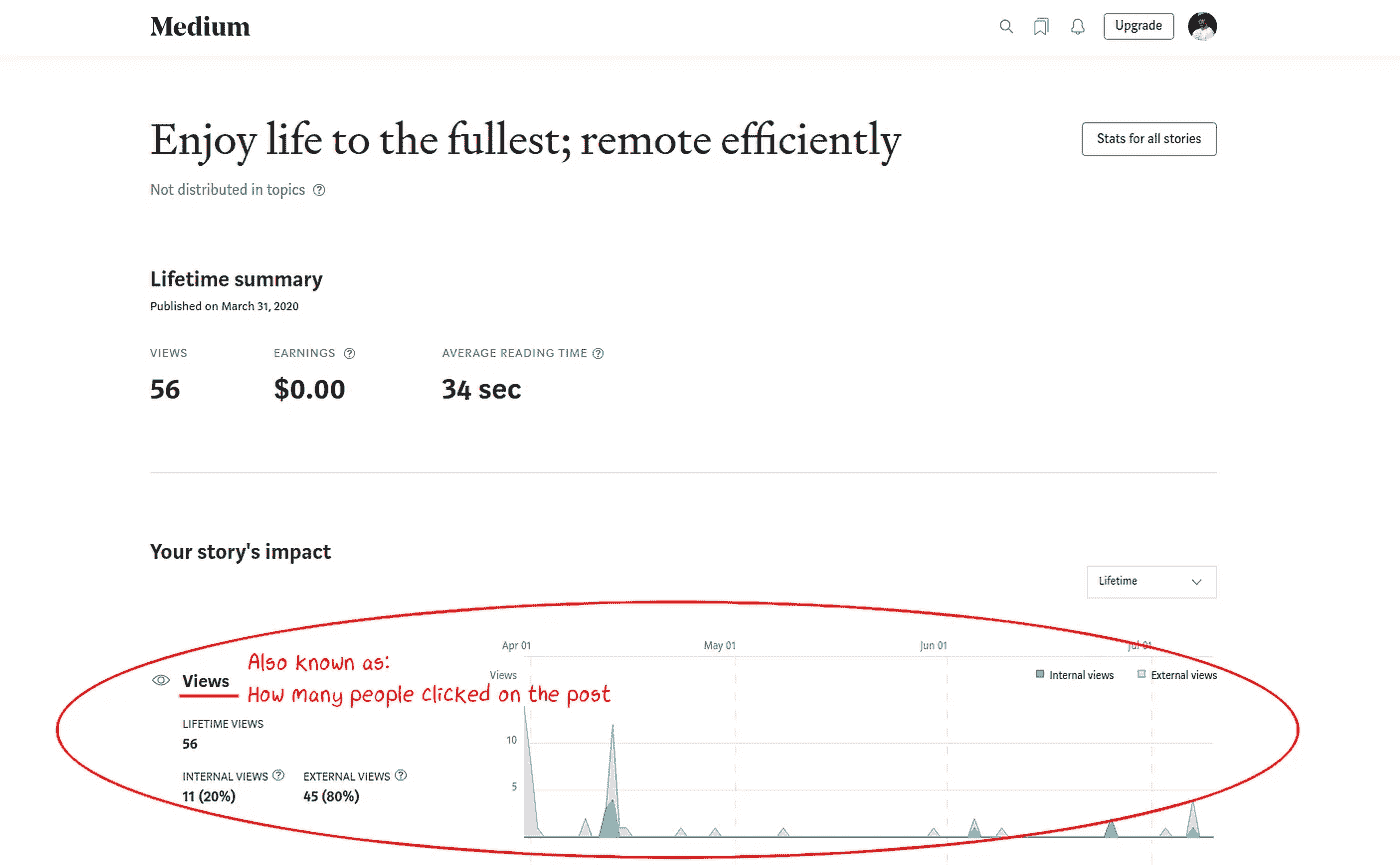 Medium
Upgrade
Enjoy life to the fullest; remote efficiently
Stats for all stories
Not distributed in topics ?
Lifetime summary
Published on March 31, 2020
VIEWS EARNINGS ? AVERAGE READING TIME ?
56 $0.00 34 sec
Your story's impact
Lifetime
Apr 01 May 01 Jun 01 Jul 01
Also known as:
Views
How many people clicked on the post
Views
Internal views External views
LIFETIME VIEWS
56
10
5
INTERNAL VIEWS ? EXTERNAL VIEWS ?
11 (20%) 45 (80%)